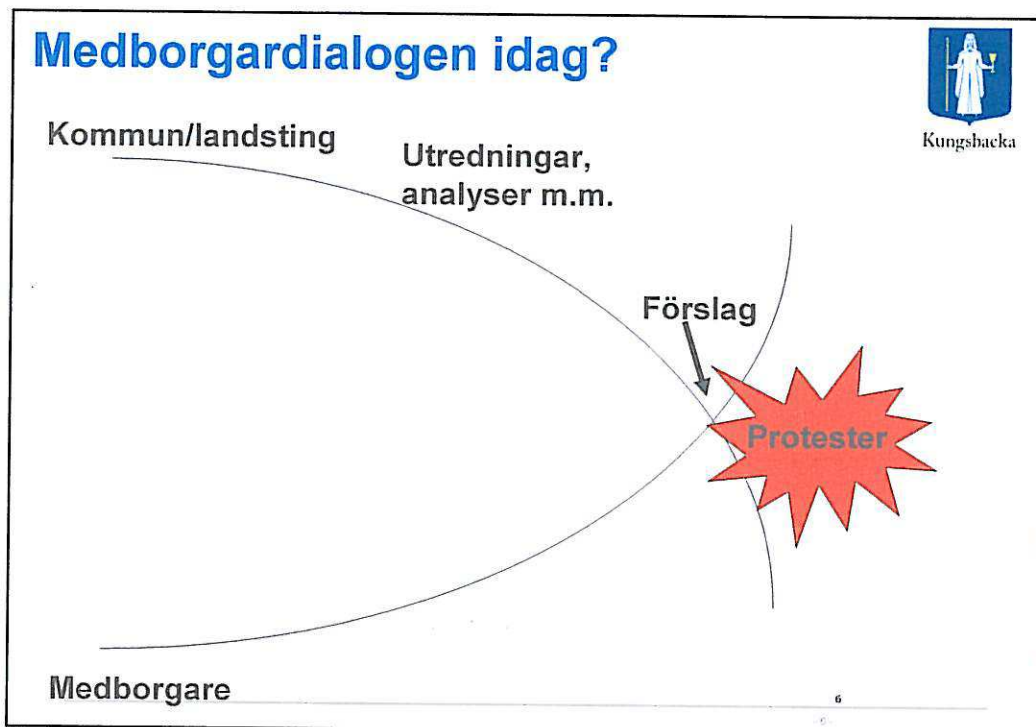 Medborgardialogen idag?
Kungsbacka
Kommun/landsting
Utredningar,
analyser m.m.
Förslag
Protester
Medborgare
6